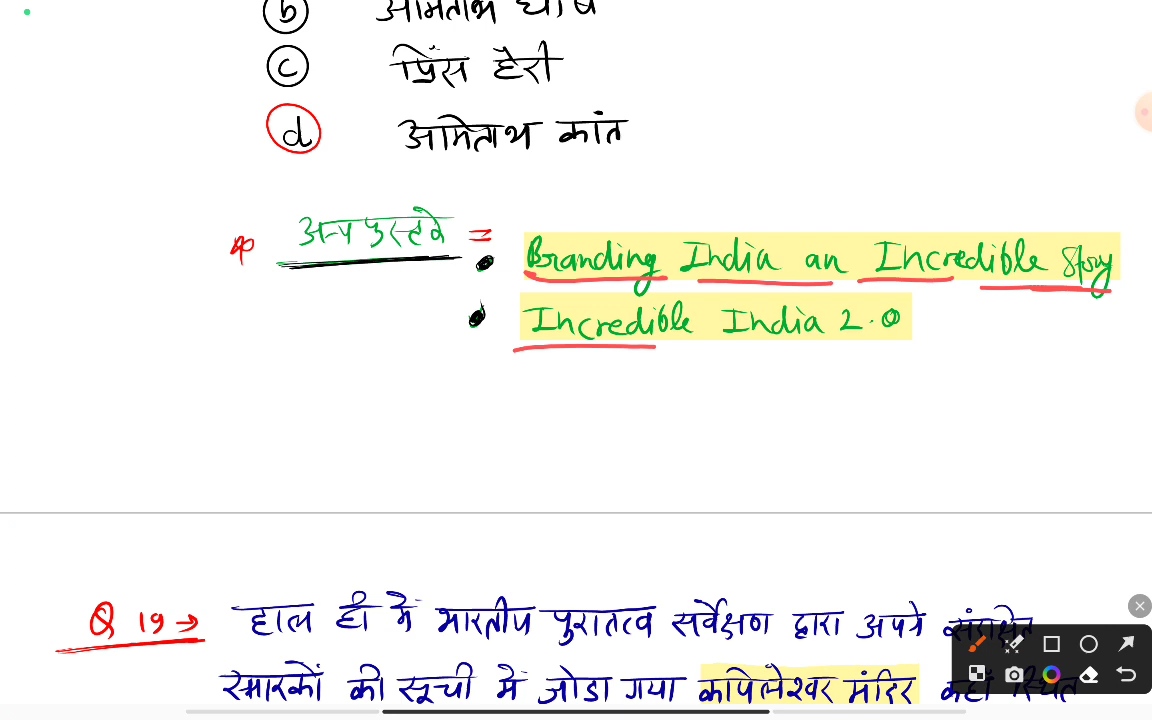 b अमिताभ घोष
c प्रिंस हैरी
d अमिताभ कांत
* अन्य पुस्तकें = • Branding India an Incredible Story
• Incredible India 2.0
Q 19→ हाल ही में भारतीय पुरातत्व सर्वेक्षण द्वारा अपने संरक्षित
स्मारकों की सूची में जोडा गया कपिलेश्वर मंदिर कहाँ स्थित